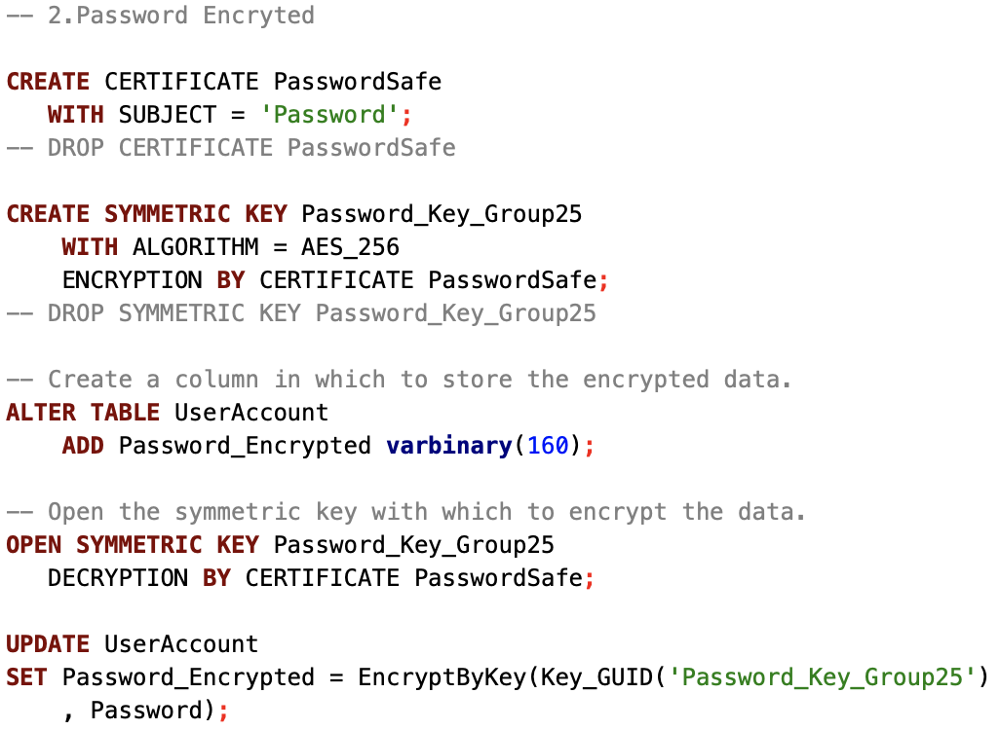 -- 2.Password Encryted
CREATE CERTIFICATE PasswordSafe
WITH SUBJECT = 'Password';
-- DROP CERTIFICATE PasswordSafe
CREATE SYMMETRIC KEY Password_Key_Group25
WITH ALGORITHM = AES_256
ENCRYPTION BY CERTIFICATE PasswordSafe;
-- DROP SYMMETRIC KEY Password_Key_Group25
-- Create a column in which to store the encrypted data.
ALTER TABLE UserAccount
ADD Password_Encrypted varbinary(160);
-- Open the symmetric key with which to encrypt the data.
OPEN SYMMETRIC KEY Password_Key_Group25
DECRYPTION BY CERTIFICATE PasswordSafe;
UPDATE UserAccount
SET Password_Encrypted = EncryptByKey(Key_GUID('Password_Key_Group25')
, Password);